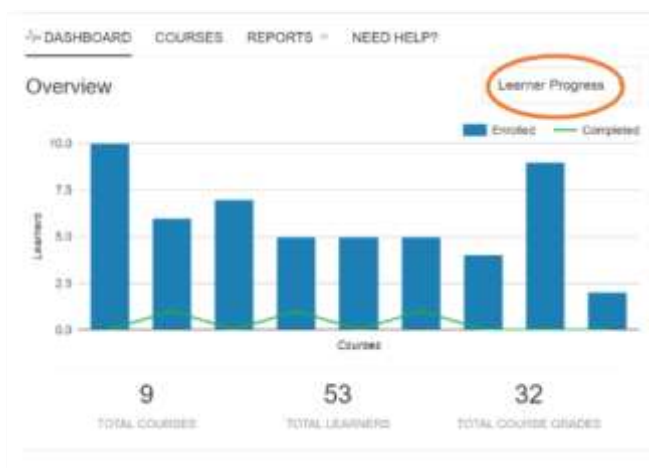 DASHBOARD COURSES REPORTS NEED HELP?
Overview
Learner Progress
Enrolled Completed
10.0
7.5
5.0
2.5
0.0
Learners
Courses
9 53 32
TOTAL COURSES TOTAL LEARNERS TOTAL COURSE GRADES